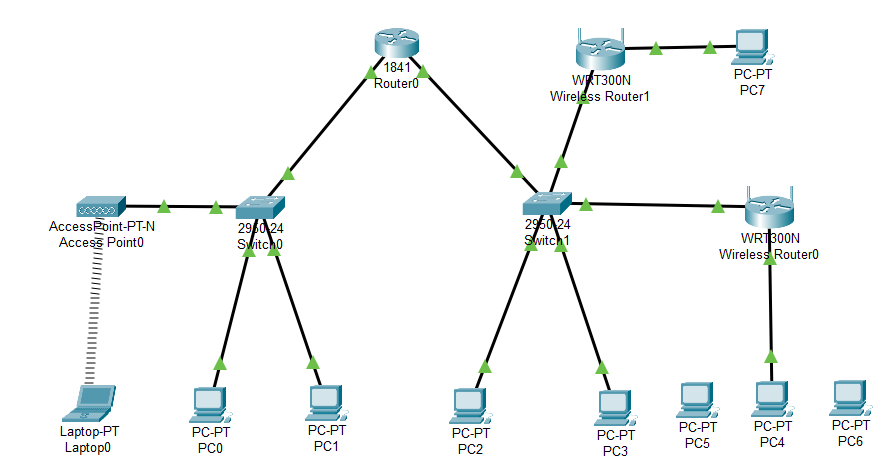 1841
Router0
WRT300N
Wireless Router1
PC-PT
PC7
AccessPoint-PT-N
Access Point0
2950-24
Switch0
2950-24
Switch1
WRT300N
Wireless Router0
Laptop-PT
Laptop0
PC-PT
PC0
PC-PT
PC1
PC-PT
PC2
PC-PT
PC3
PC-PT
PC5
PC-PT
PC4
PC-PT
PC6